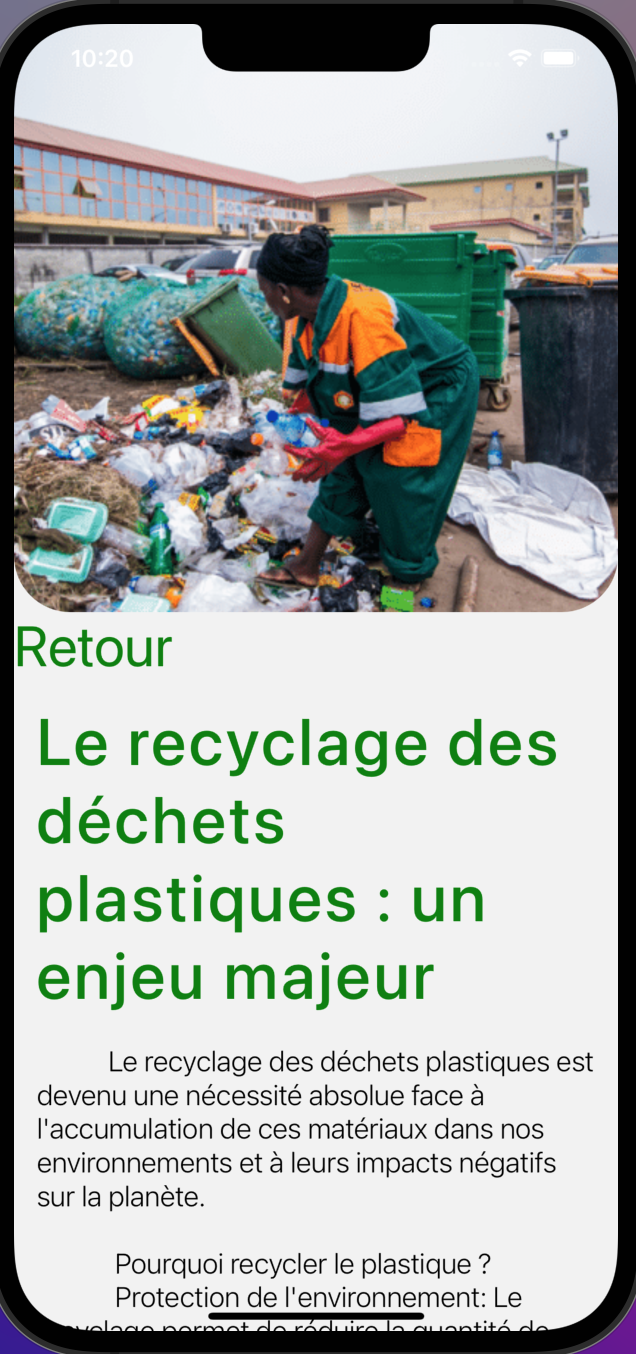 10:20
Retour
Le recyclage des
déchets
plastiques : un
enjeu majeur
Le recyclage des déchets plastiques est
devenu une nécessité absolue face à
l'accumulation de ces matériaux dans nos
environnements et à leurs impacts négatifs
sur la planète.
Pourquoi recycler le plastique ?
Protection de l'environnement: Le
recyclage permet de réduire la quantité de